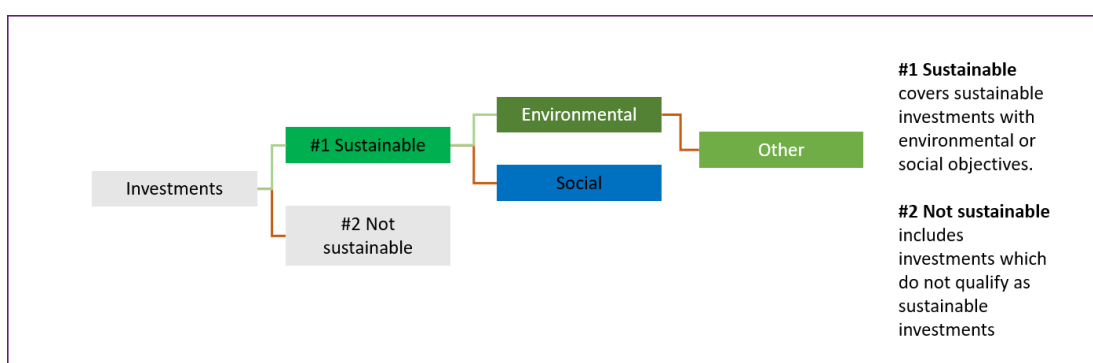 Investments
#1 Sustainable
#2 Not
sustainable
Environmental
Social
Other
#1 Sustainable
covers sustainable
investments with
environmental or
social objectives.
#2 Not sustainable
includes
investments which
do not qualify as
sustainable
investments